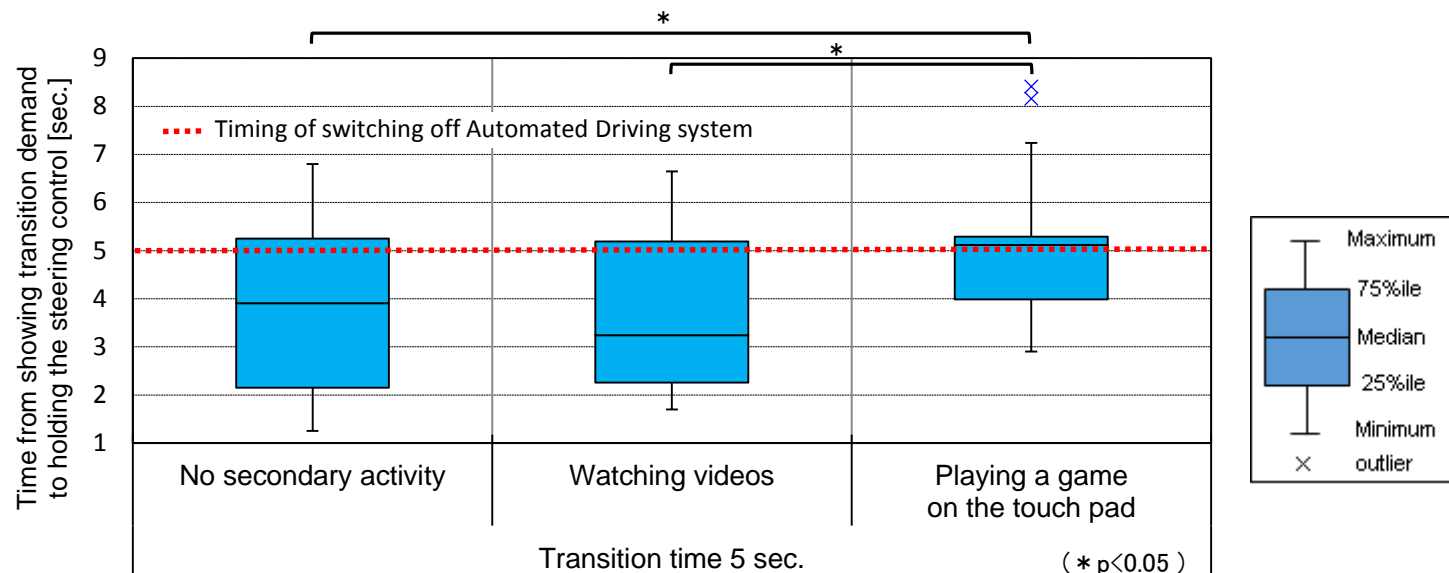 *
*
Time from showing transition demand
to holding the steering control [sec.]
9
8
7
6
5
4
3
2
1
Timing of switching off Automated Driving system
No secondary activity
Watching videos
Playing a game
on the touch pad
Transition time 5 sec.
( * p<0.05 )
Maximum
75%ile
Median
25%ile
Minimum
outlier